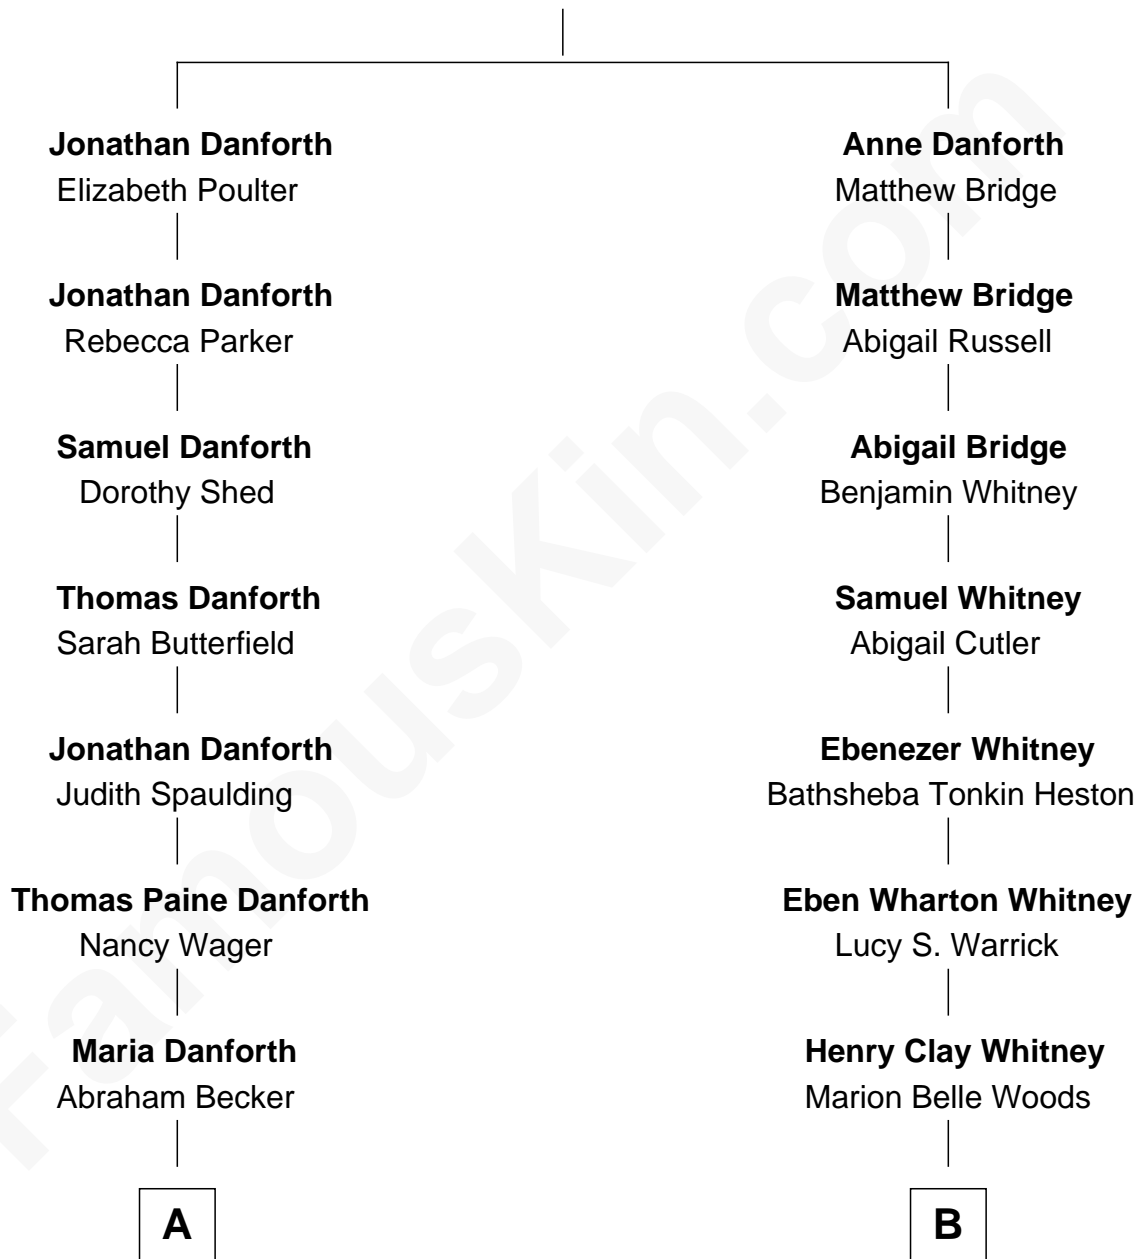 Jonathan Danforth
Elizabeth Poulter
Jonathan Danforth
Rebecca Parker
Samuel Danforth
Dorothy Shed
Thomas Danforth
Sarah Butterfield
Jonathan Danforth
Judith Spaulding
Thomas Paine Danforth
Nancy Wager
Maria Danforth
Abraham Becker
A
Anne Danforth
Matthew Bridge
Matthew Bridge
Abigail Russell
Abigail Bridge
Benjamin Whitney
Samuel Whitney
Abigail Cutler
Ebenezer Whitney
Bathsheba Tonkin Heston
Eben Wharton Whitney
Lucy S. Warrick
Henry Clay Whitney
Marion Belle Woods
B
FamousKin.com